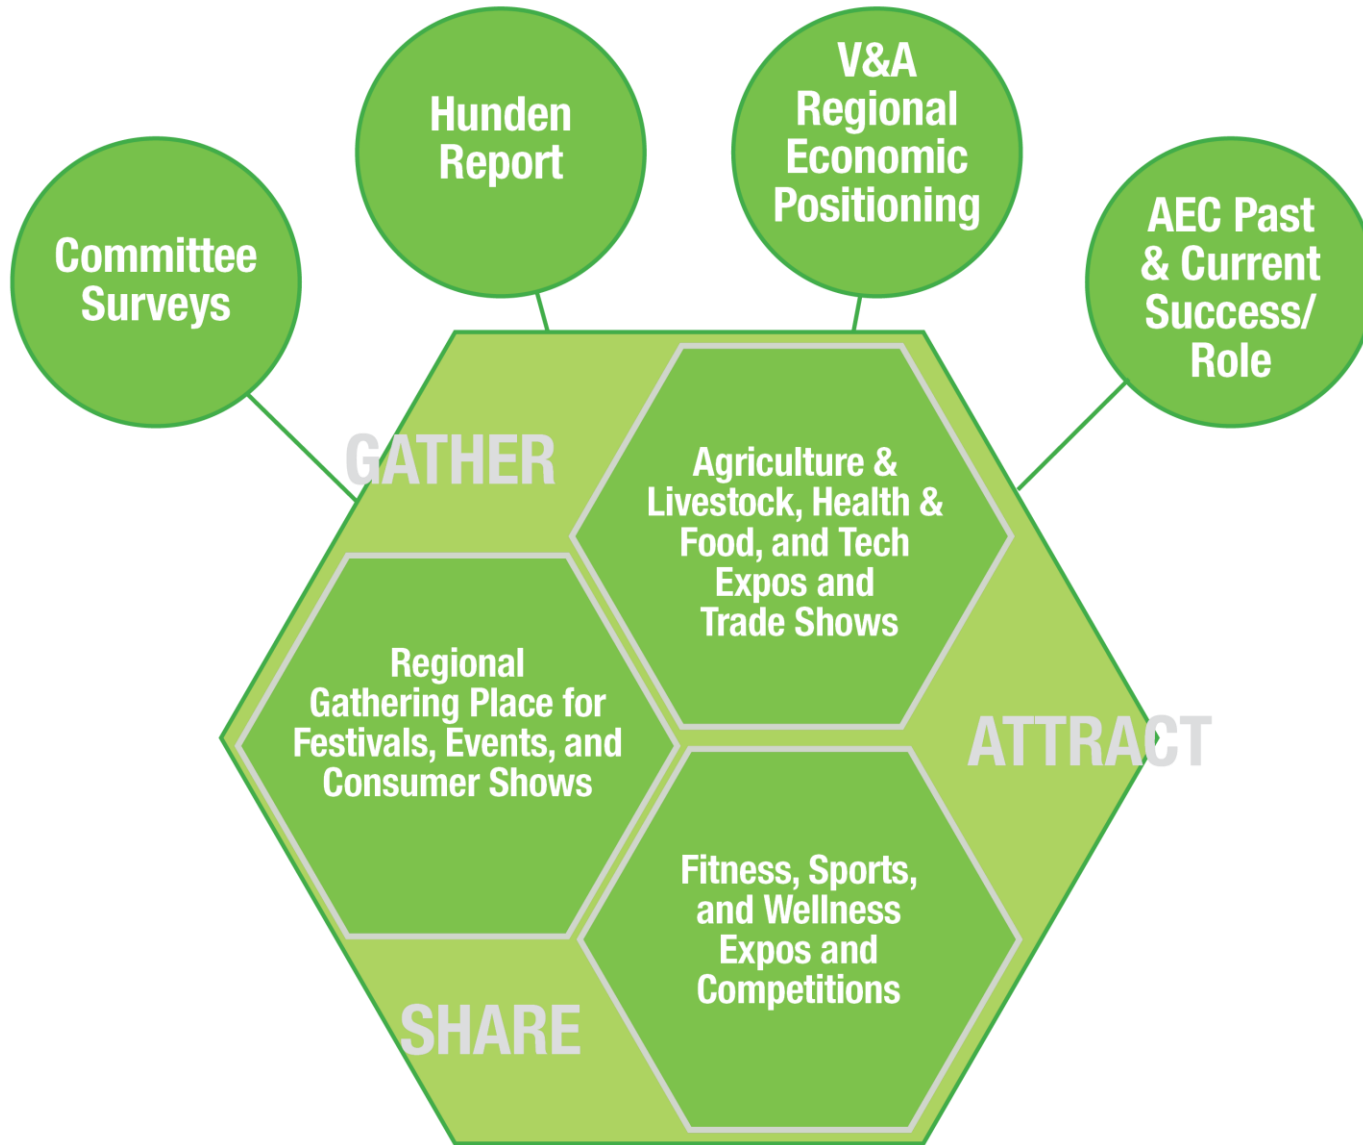 Committee
Surveys
Hunden
Report
V&A
Regional
Economic
Positioning
AEC Past
& Current
Success/
Role
GATHER
Agriculture &
Livestock, Health &
Food, and Tech
Expos and
Trade Shows
Regional
Gathering Place for
Festivals, Events, and
Consumer Shows
ATTRACT
Fitness, Sports,
and Wellness
Expos and
Competitions
SHARE